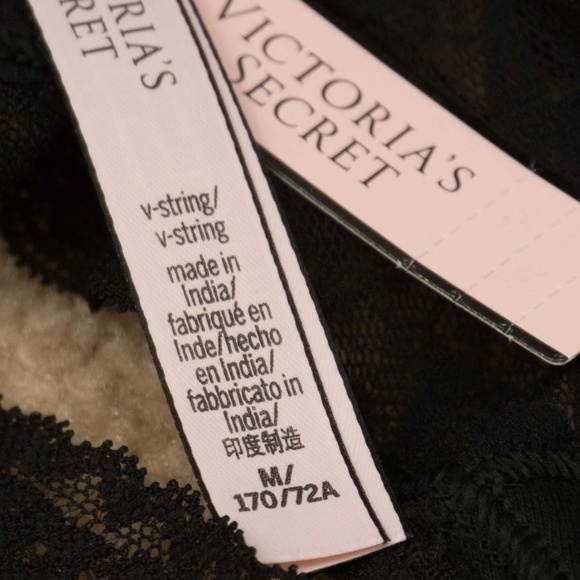 RIA'S
RET
VICTORIA'S
SECRET
v-string/
v-string
made in
India/
fabriqué en
Inde/hecho
en India/
fabbricato in
India/
印度制造
M/
170/72A